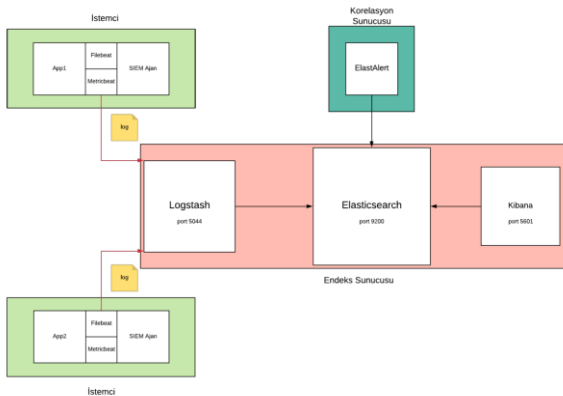 İstemci
App1
Filebeat
Metricbeat
SIEM Ajan
log
Korelasyon
Sunucusu
ElastAlert
Logstash
port 5044
Elasticsearch
port 9200
Kibana
port 5601
Endeks Sunucusu
log
App2
Filebeat
Metricbeat
SIEM Ajan
İstemci